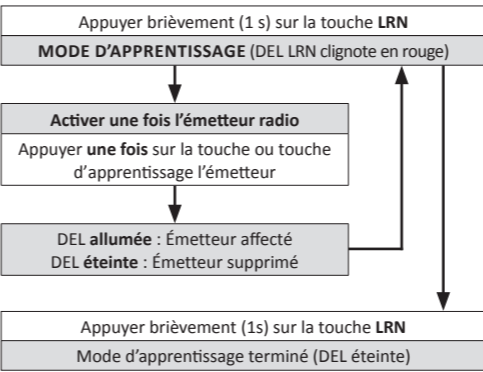 Appuyer brièvement (1 s) sur la touche LRN
MODE D'APPRENTISSAGE (DEL LRN clignote en rouge)
Activer une fois l'émetteur radio
Appuyer une fois sur la touche ou touche
d'apprentissage l'émetteur
DEL allumée : Émetteur affecté
DEL éteinte : Émetteur supprimé
Appuyer brièvement (1s) sur la touche LRN
Mode d'apprentissage terminé (DEL éteinte)